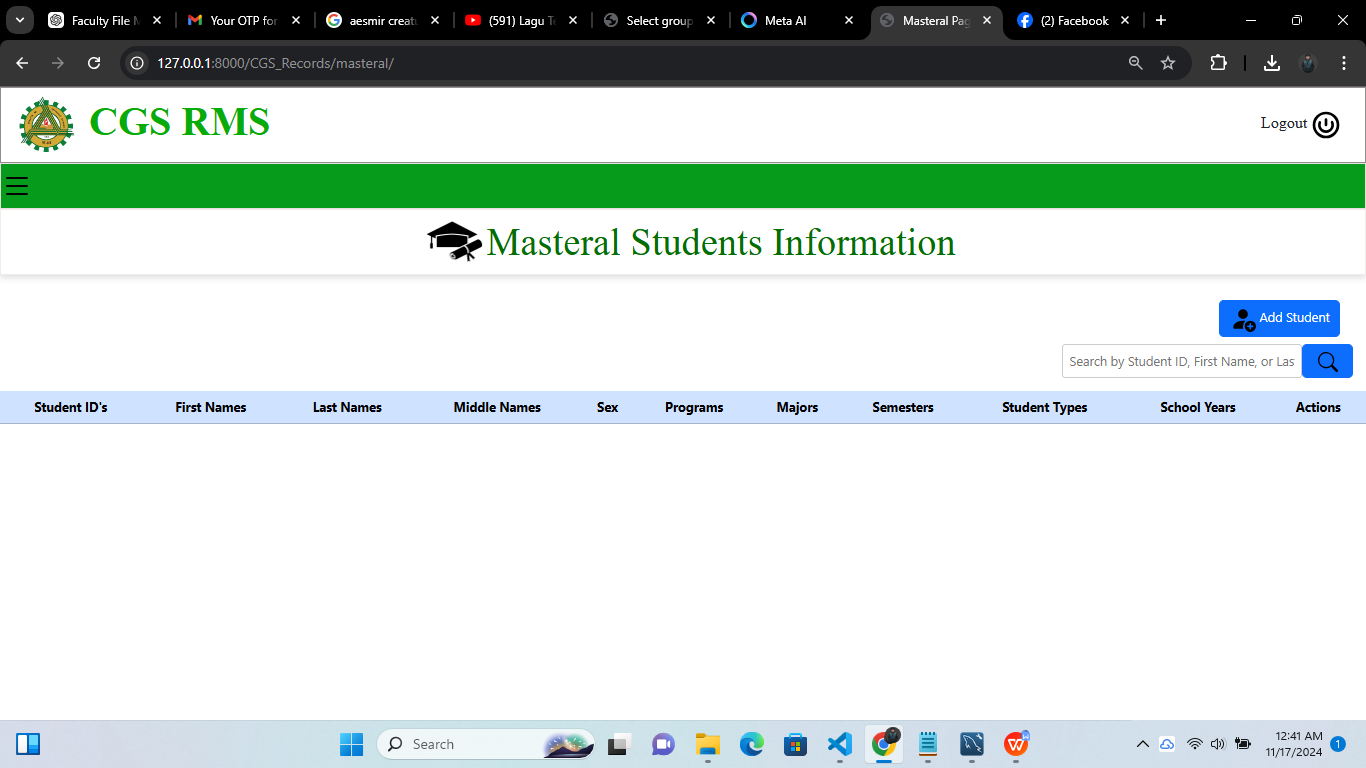 Faculty File M
Your OTP for
aesmir creatu
(591) Lagu Te
Select group
Meta AI
Masteral Pag
(2) Facebook
127.0.0.1:8000/CGS_Records/masteral/
CGS RMS
Logout
Masteral Students Information
Add Student
Search by Student ID, First Name, or Las
Student ID's First Names Last Names Middle Names Sex Programs Majors Semesters Student Types School Years Actions
Search
12:41 AM
11/17/2024
1